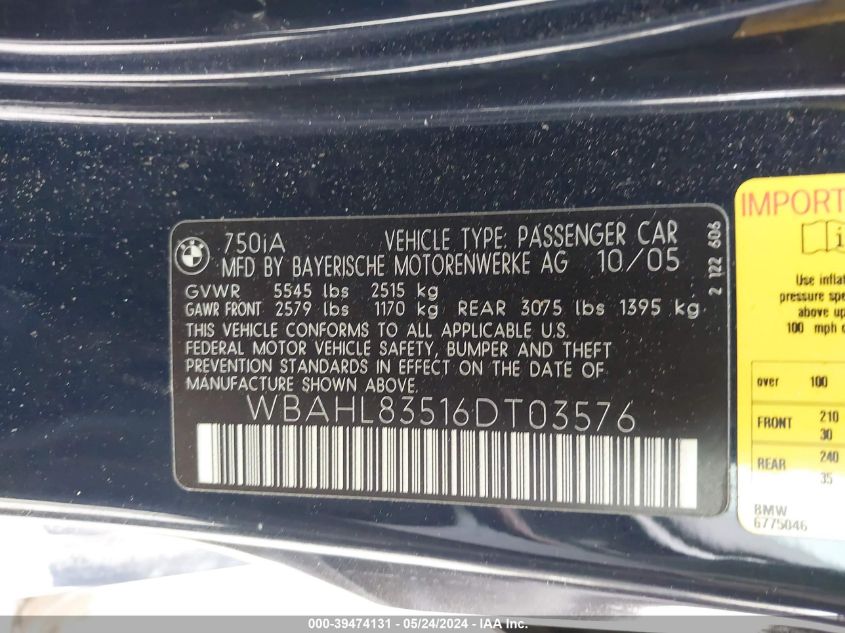 750iA VEHICLE TYPE: PASSENGER CAR
MFD BY BAYERISCHE MOTORENWERKE AG 10/05
GVWR 5545 lbs 2515 kg
GAWR FRONT 2579 lbs 1170 kg REAR 3075 lbs 1395 kg
THIS VEHICLE CONFORMS TO ALL APPLICABLE U.S.
FEDERAL MOTOR VEHICLE SAFETY, BUMPER AND THEFT
PREVENTION STANDARDS IN EFFECT ON THE DATE OF
MANUFACTURE SHOWN ABOVE.
WBAHL83516DT03576
2 122 606
IMPORT
Use inflat
pressure spe
above up
100 mph o
over 100
FRONT 210
30
REAR 240
35
BMW
6775046
000-39474131 - 05/24/2024 - IAA Inc.